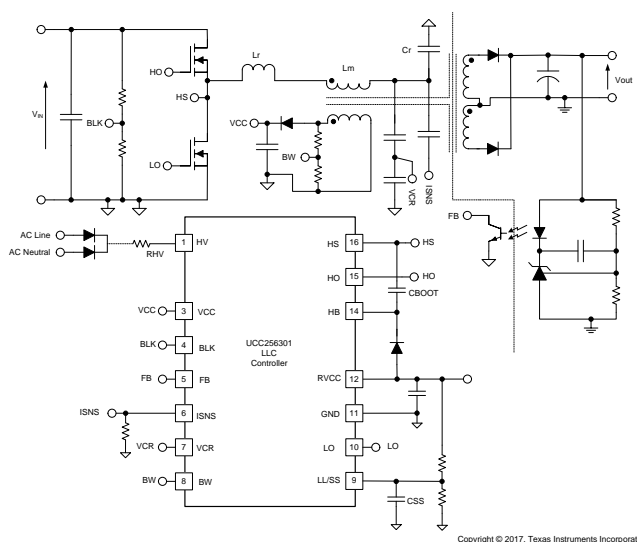 Lr
Cr
Lm
HO
HS
VIN
BLK
VCC
BW
Vout
LO
VCR
ISNS
FB
AC Line
AC Neutral
RHV
1
HV
HS
16
HS
HO
15
HO
CBOOT
VCC
3
VCC
HB
14
BLK
4
BLK
UCC256301
LLC
Controller
FB
5
FB
RVCC
12
ISNS
6
ISNS
GND
11
VCR
7
VCR
LO
10
LO
BW
8
BW
LL/SS
9
CSS
Copyright © 2017, Texas Instruments Incorporat